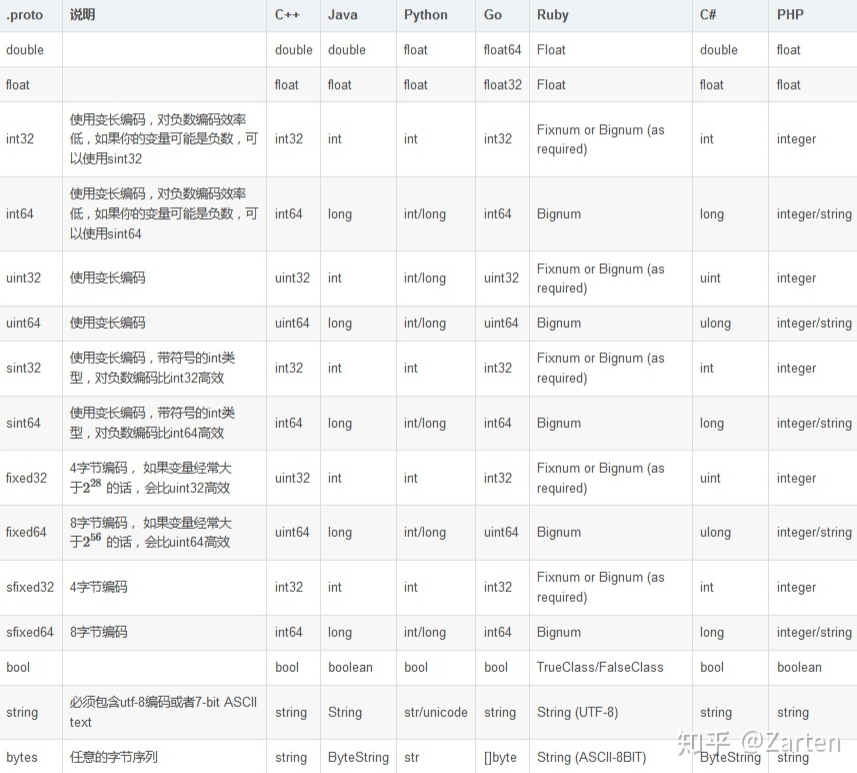 .proto 说明 C++ Java Python Go Ruby C# PHP
double double double float float64 Float double float
float float float float float32 Float float float
int32 使用变长编码，对负数编码效率低，如果你的变量可能是负数，可以使用sint32 int32 int int int32 Fixnum or Bignum (as required) int integer
int64 使用变长编码，对负数编码效率低，如果你的变量可能是负数，可以使用sint64 int64 long int/long int64 Bignum long integer/string
uint32 使用变长编码 uint32 int int/long uint32 Fixnum or Bignum (as required) uint integer
uint64 使用变长编码 uint64 long int/long uint64 Bignum ulong integer/string
sint32 使用变长编码，带符号的int类型，对负数编码比int32高效 int32 int int int32 Fixnum or Bignum (as required) int integer
sint64 使用变长编码，带符号的int类型，对负数编码比int64高效 int64 long int/long int64 Bignum long integer/string
fixed32 4字节编码， 如果变量经常大于2^28 的话，会比uint32高效 uint32 int int int32 Fixnum or Bignum (as required) uint integer
fixed64 8字节编码， 如果变量经常大于2^56 的话，会比uint64高效 uint64 long int/long uint64 Bignum ulong integer/string
sfixed32 4字节编码 int32 int int int32 Fixnum or Bignum (as required) int integer
sfixed64 8字节编码 int64 long int/long int64 Bignum long integer/string
bool bool boolean bool bool TrueClass/FalseClass bool boolean
string 必须包含utf-8编码或者7-bit ASCII text string String str/unicode string String (UTF-8) string string
bytes 任意的字节序列 string ByteString str []byte String (ASCII-8BIT) ByteString string
知乎 @Zarten